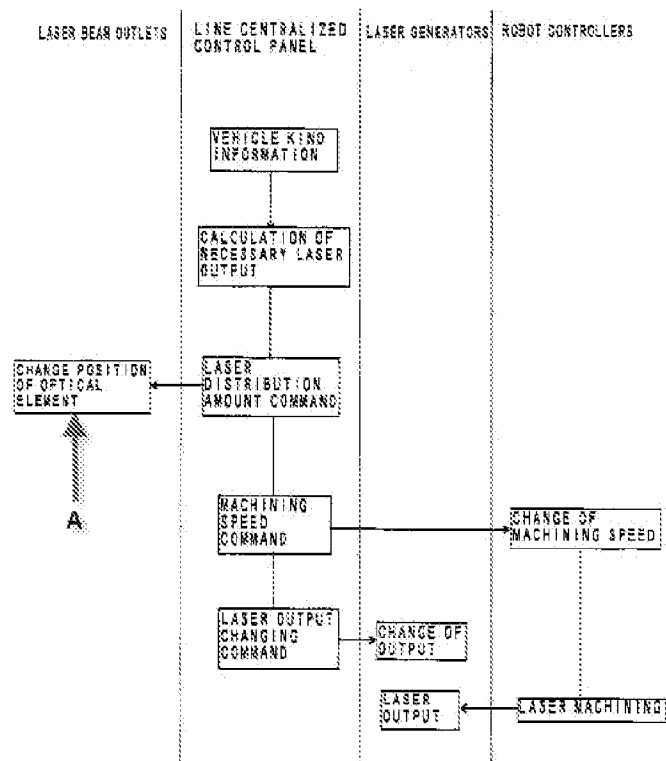 LASER BEAM OUTLETS
LINE CENTRALIZED
CONTROL PANEL
LASER GENERATORS
ROBOT CONTROLLERS
VEHICLE KIND
INFORMATION
CALCULATION OF
NECESSARY LASER
OUTPUT
CHANGE POSITION
OF OPTICAL
ELEMENT
LASER
DISTRIBUTION
AMOUNT COMMAND
A
MACHINING
SPEED
COMMAND
CHANGE OF
MACHINING SPEED
LASER OUTPUT
CHANGING
COMMAND
CHANGE OF
OUTPUT
LASER
OUTPUT
LASER MACHINING